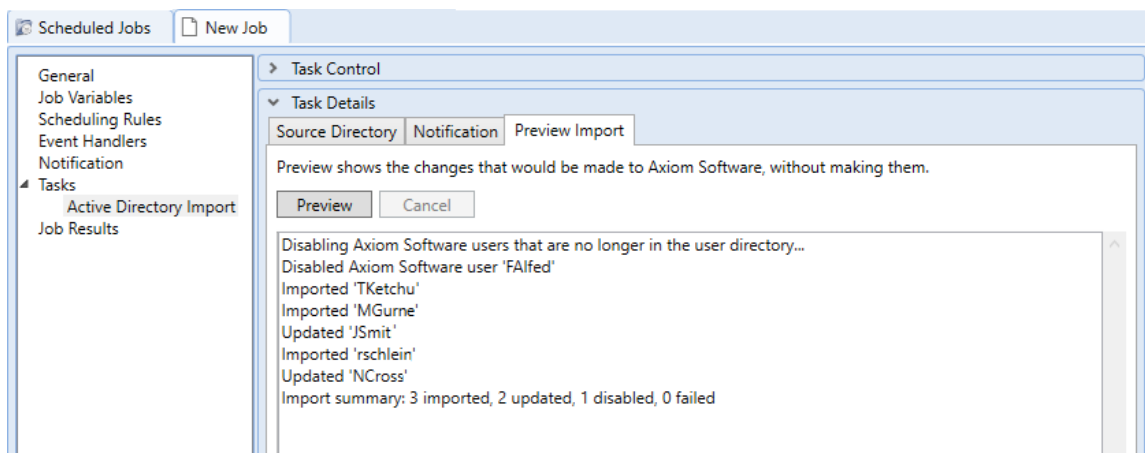 Scheduled Jobs
New Job
General
Job Variables
Scheduling Rules
Event Handlers
Notification
Tasks
Active Directory Import
Job Results
Task Control
Task Details
Source Directory
Notification
Preview Import
Preview shows the changes that would be made to Axiom Software, without making them.
Preview
Cancel
Disabling Axiom Software users that are no longer in the user directory...
Disabled Axiom Software user 'FAlfed'
Imported 'TKetchu'
Imported 'MGurne'
Updated 'JSmit'
Imported 'rschlein'
Updated 'NCross'
Import summary: 3 imported, 2 updated, 1 disabled, 0 failed